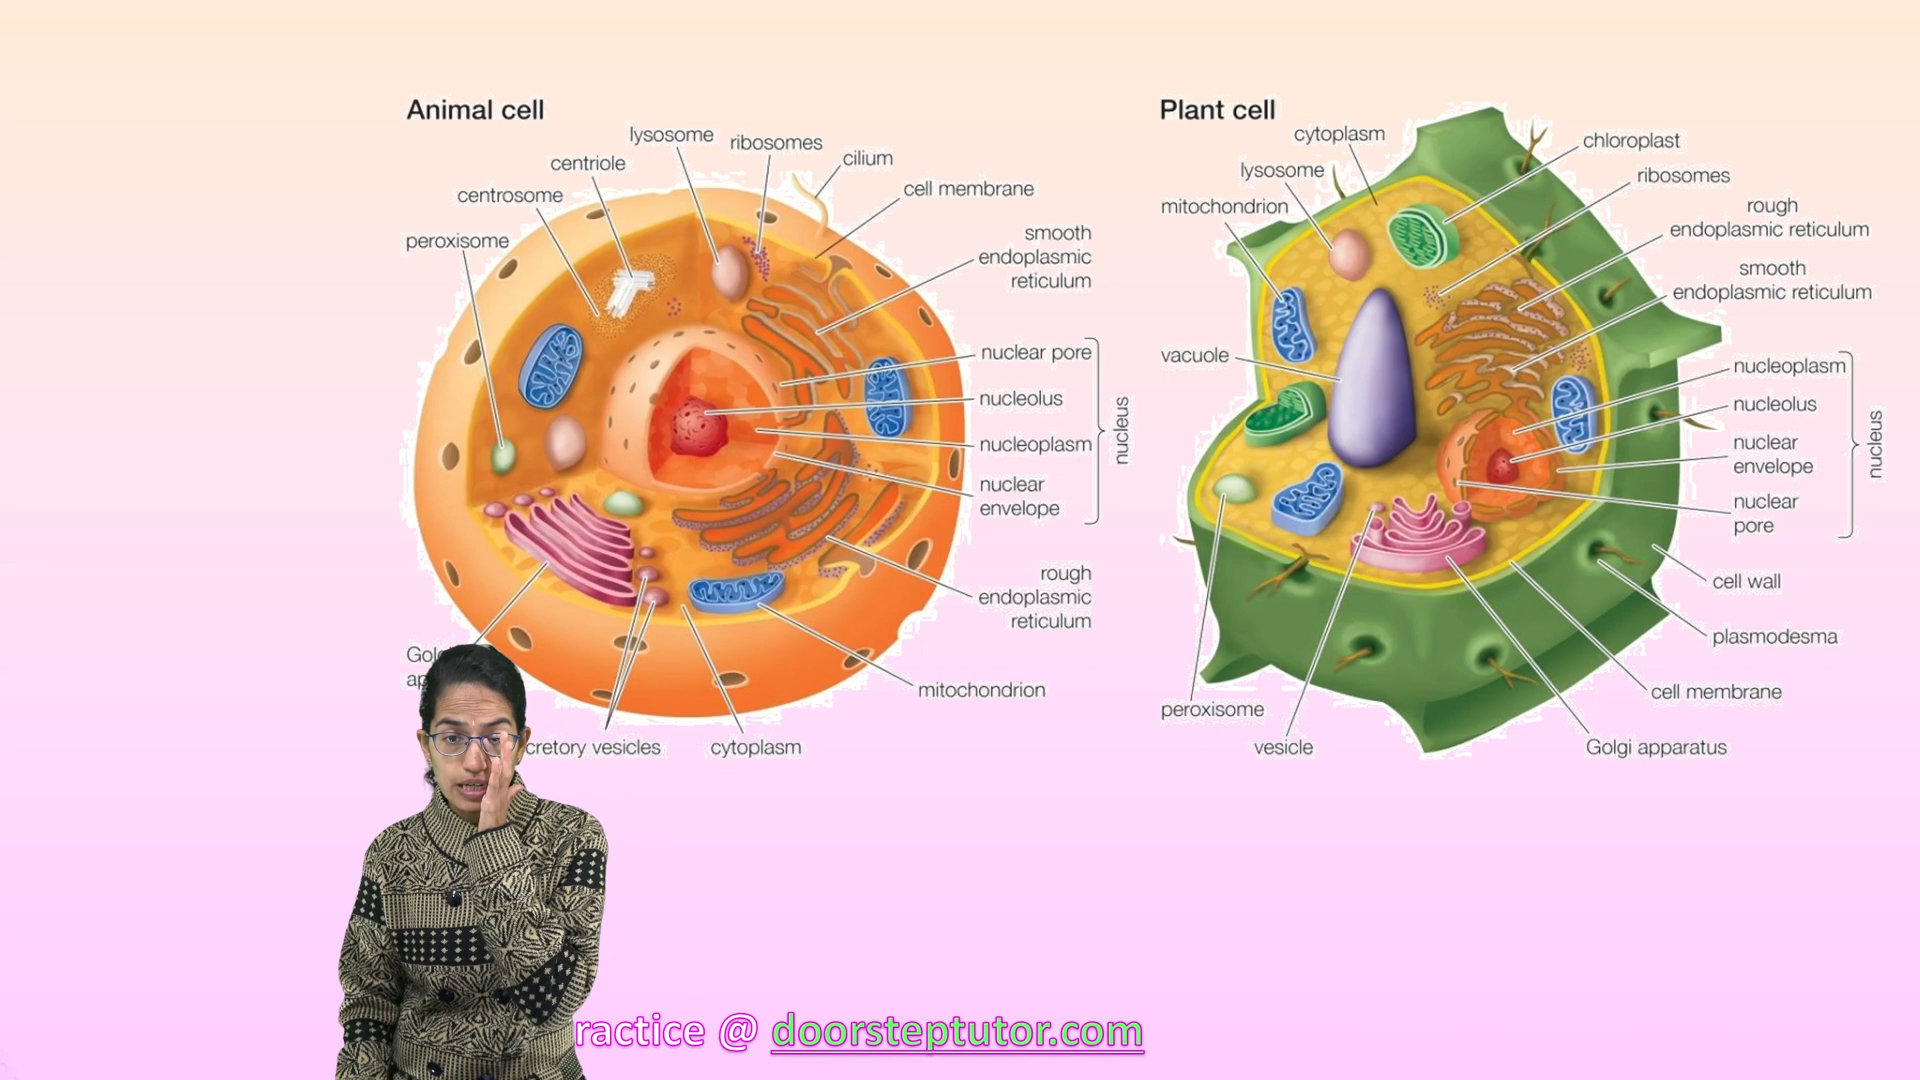 Animal cell
lysosome
ribosomes
centriole
cilium
centrosome
cell membrane
peroxisome
smooth
endoplasmic
reticulum
nuclear pore
nucleolus
nucleoplasm
nuclear
envelope
nucleus
rough
endoplasmic
reticulum
mitochondrion
cytoplasm
cretory vesicles
Gol
ap
Plant cell
cytoplasm
chloroplast
lysosome
ribosomes
mitochondrion
rough
endoplasmic reticulum
smooth
endoplasmic reticulum
vacuole
nucleoplasm
nucleolus
nuclear
envelope
nuclear
pore
nucleus
cell wall
plasmodesma
cell membrane
peroxisome
vesicle
Golgi apparatus
ractice @ doorsteptutor.com